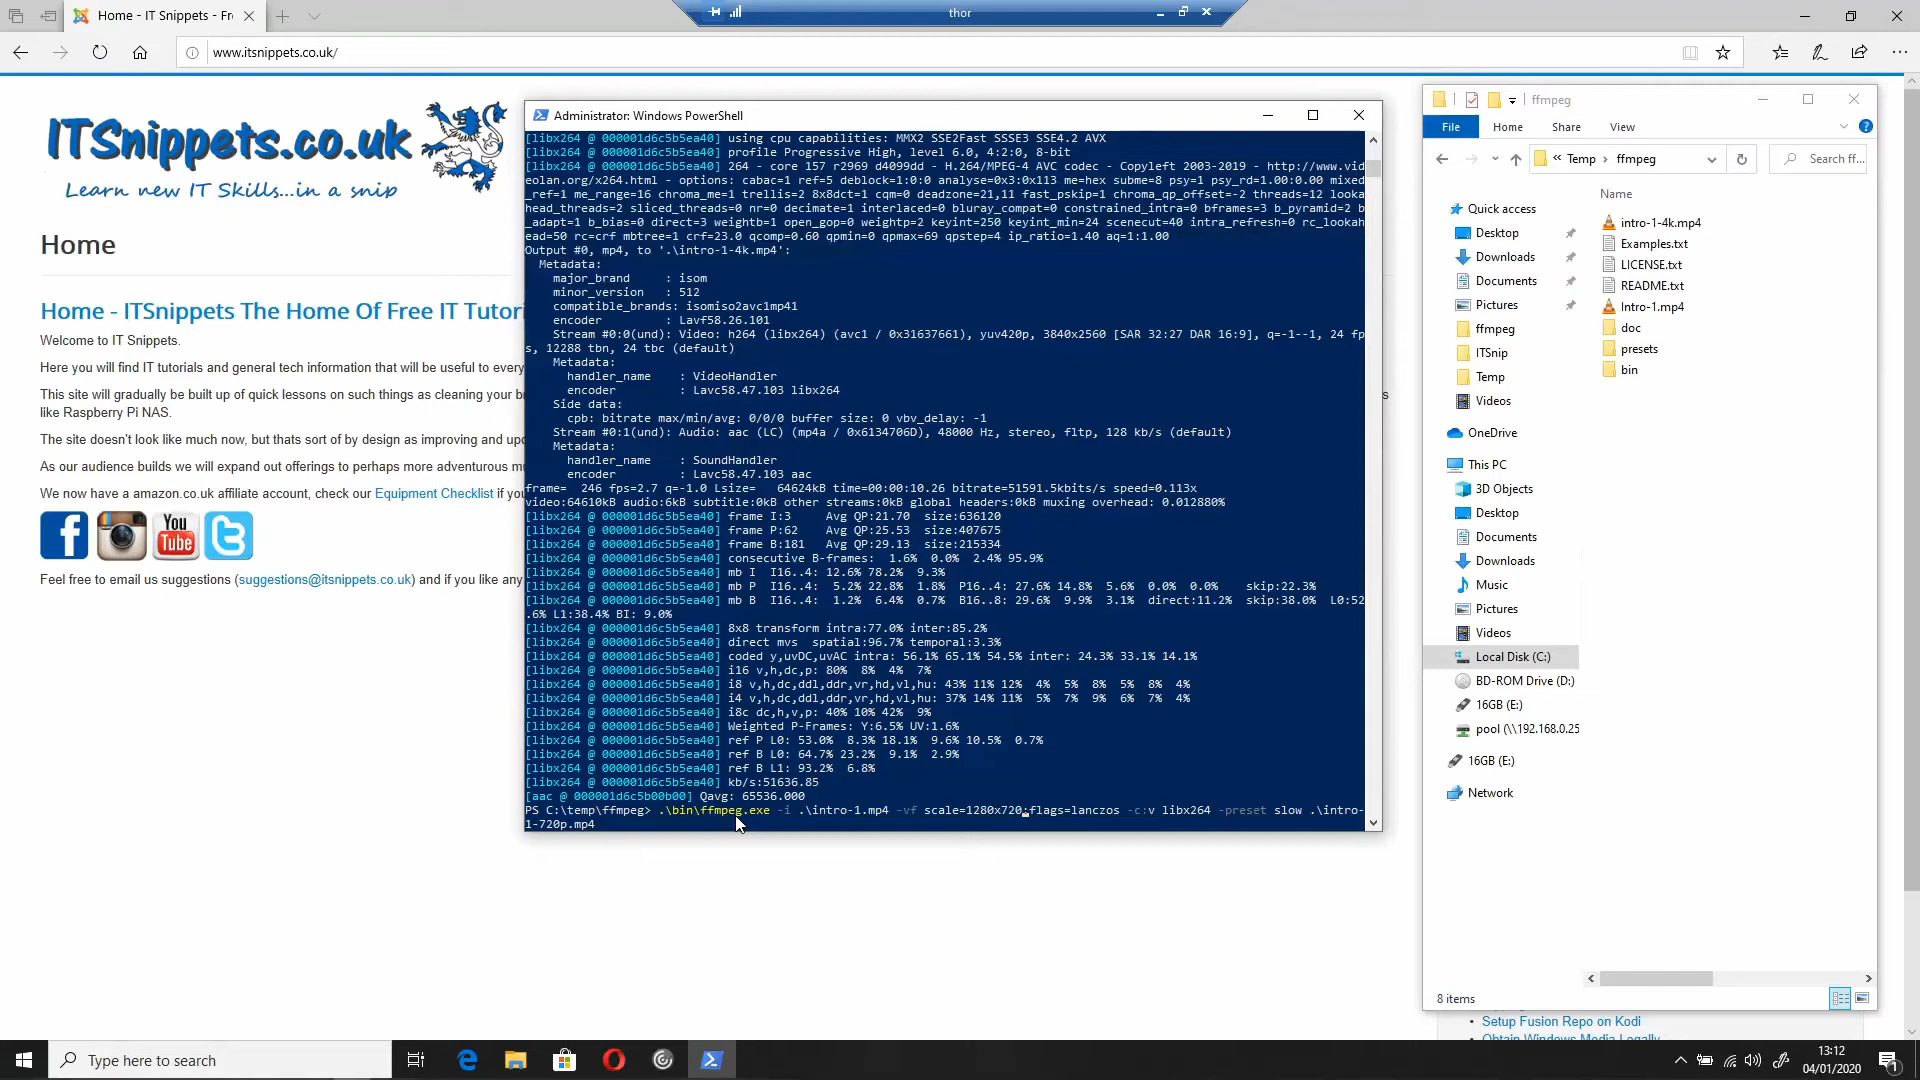 Home - IT Snippets - Fr
thor
www.itsnippets.co.uk/
ITSnippets.co.uk
Learn new IT Skills...in a snip
Home
Home - ITSnippets The Home Of Free IT Tutori
Welcome to IT Snippets.
Here you will find IT tutorials and general tech information that will be useful to every
This site will gradually be built up of quick lessons on such things as cleaning your b
like Raspberry Pi NAS.
The site doesn't look like much now, but thats sort of by design as improving and upd
As our audience builds we will expand out offerings to perhaps more adventurous mu
We now have a amazon.co.uk affiliate account, check our Equipment Checklist if you
You
Tube
Feel free to email us suggestions (suggestions@itsnippets.co.uk) and if you like any
Administrator: Windows PowerShell
[libx264 @ 000001d6c5b5ea40] using cpu capabilities: MMX2 SSE2Fast SSSE3 SSE4.2 AVX
[libx264 @ 000001d6c5b5ea40] profile Progressive High, level 6.0, 4:2:0, 8-bit
[libx264 @ 000001d6c5b5ea40] 264 - core 157 r2969 d4099dd - H.264/MPEG-4 AVC codec - Copyleft 2003-2019 - http://www.vid
eolan.org/x264.html - options: cabac=1 ref=5 deblock=1:0:0 analyse=0x3:0x113 me=hex subme=8 psy=1 psy_rd=1.00:0.00 mixed
_ref=1 me_range=16 chroma_me=1 trellis=2 8x8dct=1 cqm=0 deadzone=21,11 fast_pskip=1 chroma_qp_offset=-2 threads=12 looka
head_threads=2 sliced_threads=0 nr=0 decimate=1 interlaced=0 bluray_compat=0 constrained_intra=0 bframes=3 b_pyramid=2 b
_adapt=1 b_bias=0 direct=3 weightb=1 open_gop=0 weightp=2 keyint=250 keyint_min=24 scenecut=40 intra_refresh=0 rc_lookah
ead=50 rc=crf mbtree=1 crf=23.0 qcomp=0.60 qpmin=0 qpmax=69 qpstep=4 ip_ratio=1.40 aq=1:1.00
Output #0, mp4, to '.\intro-1-4k.mp4':
Metadata:
major_brand : isom
minor_version : 512
compatible_brands: isomiso2avc1mp41
encoder : Lavf58.26.101
Stream #0:0(und): Video: h264 (libx264) (avc1 / 0x31637661), yuv420p, 3840x2560 [SAR 32:27 DAR 16:9], q=-1--1, 24 fp
s, 12288 tbn, 24 tbc (default)
Metadata:
handler_name : VideoHandler
encoder : Lavc58.47.103 libx264
Side data:
cpb: bitrate max/min/avg: 0/0/0 buffer size: 0 vbv_delay: -1
Stream #0:1(und): Audio: aac (LC) (mp4a / 0x6134706D), 48000 Hz, stereo, fltp, 128 kb/s (default)
Metadata:
handler_name : SoundHandler
encoder : Lavc58.47.103 aac
frame= 246 fps=2.7 q=-1.0 Lsize= 64624kB time=00:00:10.26 bitrate=51591.5kbits/s speed=0.113x
video:64610kB audio:6kB subtitle:0kB other streams:0kB global headers:0kB muxing overhead: 0.012880%
[libx264 @ 000001d6c5b5ea40] frame I:3 Avg QP:21.70 size:636120
[libx264 @ 000001d6c5b5ea40] frame P:62 Avg QP:25.53 size:407675
[libx264 @ 000001d6c5b5ea40] frame B:181 Avg QP:29.13 size:215334
[libx264 @ 000001d6c5b5ea40] consecutive B-frames: 1.6% 0.0% 2.4% 95.9%
[libx264 @ 000001d6c5b5ea40] mb I I16..4: 12.6% 78.2% 9.3%
[libx264 @ 000001d6c5b5ea40] mb P I16..4: 5.2% 22.8% 1.8% P16..4: 27.6% 14.8% 5.6% 0.0% 0.0% skip:22.3%
[libx264 @ 000001d6c5b5ea40] mb B I16..4: 1.2% 6.4% 0.7% B16..8: 29.6% 9.9% 3.1% direct:11.2% skip:38.0% L0:52
.6% L1:38.4% BI: 9.0%
[libx264 @ 000001d6c5b5ea40] 8x8 transform intra:77.0% inter:85.2%
[libx264 @ 000001d6c5b5ea40] direct mvs spatial:96.7% temporal:3.3%
[libx264 @ 000001d6c5b5ea40] coded y,uvDC,uvAC intra: 56.1% 65.1% 54.5% inter: 24.3% 33.1% 14.1%
[libx264 @ 000001d6c5b5ea40] i16 v,h,dc,p: 80% 8% 4% 7%
[libx264 @ 000001d6c5b5ea40] i8 v,h,dc,ddl,ddr,vr,hd,vl,hu: 43% 11% 12% 4% 5% 8% 5% 8% 4%
[libx264 @ 000001d6c5b5ea40] i4 v,h,dc,ddl,ddr,vr,hd,vl,hu: 37% 14% 11% 5% 7% 9% 6% 7% 4%
[libx264 @ 000001d6c5b5ea40] i8c dc,h,v,p: 40% 10% 42% 9%
[libx264 @ 000001d6c5b5ea40] Weighted P-Frames: Y:6.5% UV:1.6%
[libx264 @ 000001d6c5b5ea40] ref P L0: 53.0% 8.3% 18.1% 9.6% 10.5% 0.7%
[libx264 @ 000001d6c5b5ea40] ref B L0: 64.7% 23.2% 9.1% 2.9%
[libx264 @ 000001d6c5b5ea40] ref B L1: 93.2% 6.8%
[libx264 @ 000001d6c5b5ea40] kb/s:51636.85
[aac @ 000001d6c5b00b00] Qavg: 65536.000
PS C:\temp\ffmpeg> .\bin\ffmpeg.exe -i .\intro-1.mp4 -vf scale=1280x720:flags=lanczos -c:v libx264 -preset slow .\intro-
1-720p.mp4
s
ffmpeg
File Home Share View
« Temp › ffmpeg
Search ff...
Name
Quick access
Desktop
Downloads
Documents
Pictures
ffmpeg
ITSnip
Temp
Videos
OneDrive
This PC
3D Objects
Desktop
Documents
Downloads
Music
Pictures
Videos
Local Disk (C:)
BD-ROM Drive (D:)
16GB (E:)
pool (\\192.168.0.25
16GB (E:)
Network
intro-1-4k.mp4
Examples.txt
LICENSE.txt
README.txt
Intro-1.mp4
doc
presets
bin
8 items
• Setup Fusion Repo on Kodi
• Obtain Windows Media Legally
Type here to search
13:12
04/01/2020
1